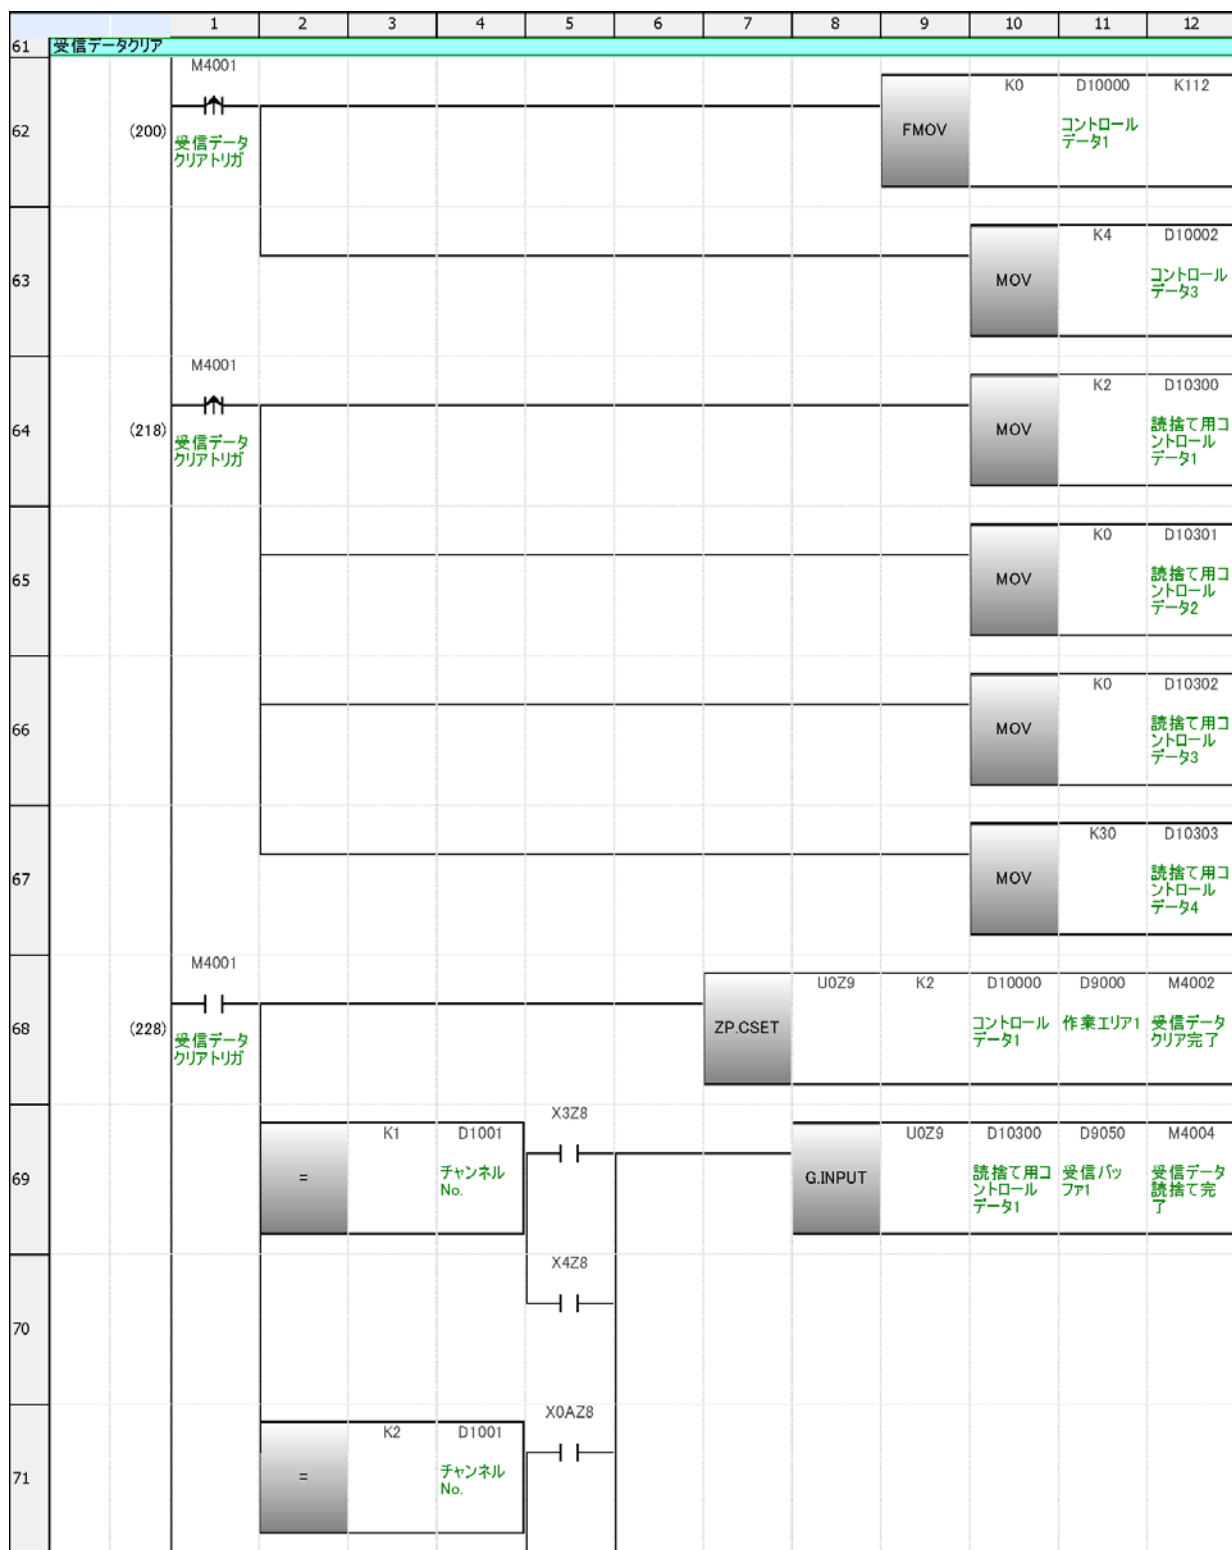 1 2 3 4 5 6 7 8 9 10 11 12
61 受信データクリア
M4001
K0 D10000 K112
62 (200) FMOV
受信データ
クリアトリガ
コントロール
データ1
K4 D10002
63 MOV
コントロール
データ3
M4001
K2 D10300
64 (218) MOV
受信データ
クリアトリガ
読捨て用コ
ントロール
データ1
K0 D10301
65 MOV
読捨て用コ
ントロール
データ2
K0 D10302
66 MOV
読捨て用コ
ントロール
データ3
K30 D10303
67 MOV
読捨て用コ
ントロール
データ4
M4001
U0Z9 K2 D10000 D9000 M4002
68 (228) ZP.CSET
受信データ
クリアトリガ
コントロール
データ1
作業エリア1
受信データ
クリア完了
X3Z8
K1 D1001
U0Z9 D10300 D9050 M4004
69 = G.INPUT
チャンネル
No.
読捨て用コ
ントロール
データ1
受信バッ
ファ1
受信データ
読捨て完
了
X4Z8
70
X0AZ8
K2 D1001
71 =
チャンネル
No.